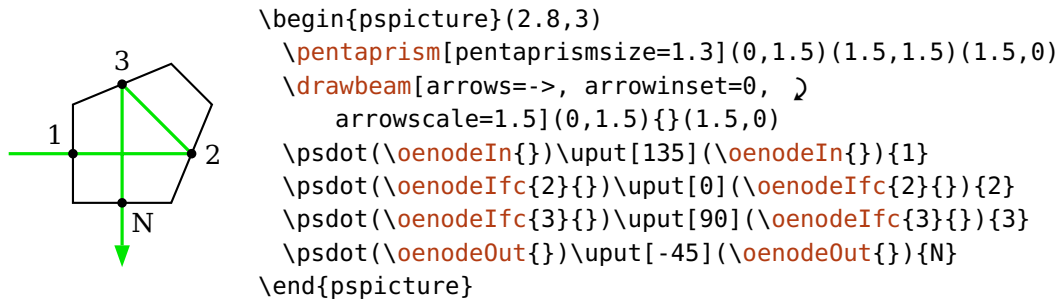 3
1
2
N
\begin{pspicture}(2.8,3)
\pentaprism[pentaprismsize=1.3](0,1.5)(1.5,1.5)(1.5,0)
\drawbeam[arrows=->, arrowinset=0,
arrowscale=1.5](0,1.5){}(1.5,0)
\psdot(\oenodeIn{})\uput[135](\oenodeIn{}){1}
\psdot(\oenodeIfc{2}{})\uput[0](\oenodeIfc{2}{}){2}
\psdot(\oenodeIfc{3}{})\uput[90](\oenodeIfc{3}{}){3}
\psdot(\oenodeOut{})\uput[-45](\oenodeOut{}){N}
\end{pspicture}